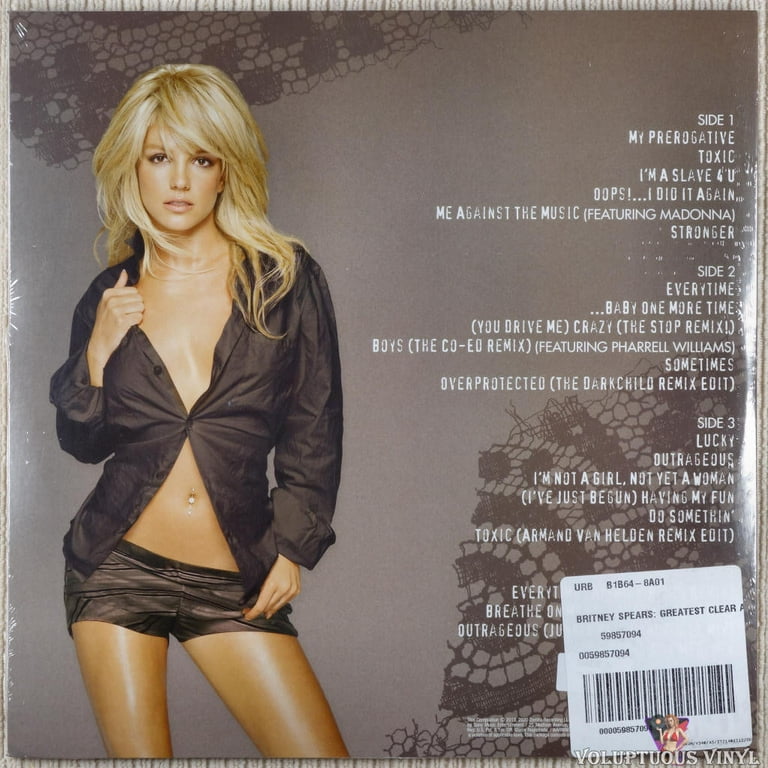 SIDE 1
MY PREROGATIVE
TOXIC
I'M A SLAVE 4 U
OOPS!...I DID IT AGAIN
ME AGAINST THE MUSIC (FEATURING MADONNA)
STRONGER
SIDE 2
EVERYTIME
...BABY ONE MORE TIME
(YOU DRIVE ME) CRAZY (THE STOP REMIX!)
BOYS (THE CO-ED REMIX) (FEATURING PHARRELL WILLIAMS)
SOMETIMES
OVERPROTECTED (THE DARKCHILD REMIX EDIT)
SIDE 3
LUCKY
OUTRAGEOUS
I'M NOT A GIRL, NOT YET A WOMAN
(I'VE JUST BEGUN) HAVING MY FUN
DO SOMETHIN'
TOXIC (ARMAND VAN HELDEN REMIX EDIT)
EVERYT
BREATHE ON
OUTRAGEOUS (JU
URB B1B64-8A01
BRITNEY SPEARS: GREATEST CLEAR A
59857094
0059857094
VOLUPTUOUS VINYL